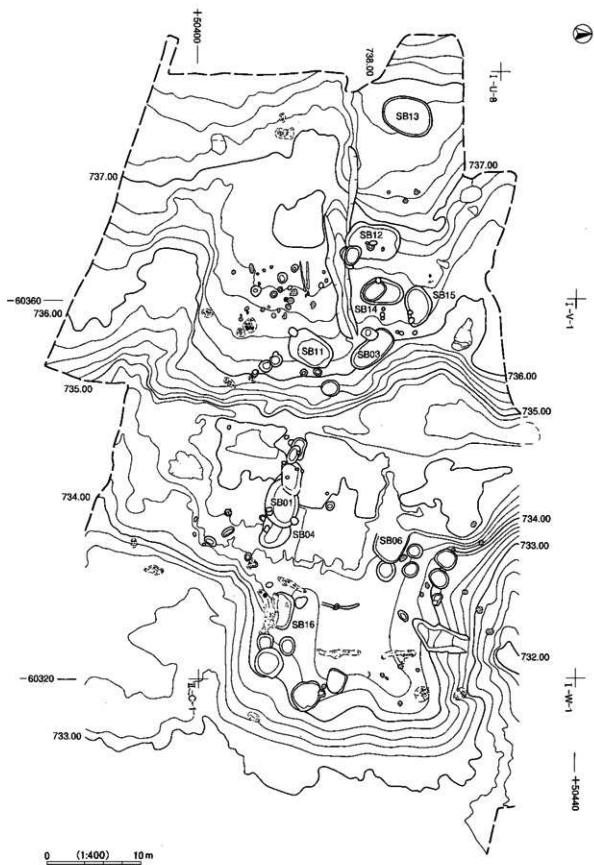 +50400
738.00
I-U-8
SB13
737.00
737.00
SB12
-60360
736.00
SB14
SB15
I-V-1
SB11
SB03
735.00
736.00
735.00
734.00
SB01
SB04
SB06
734.00
733.00
SB16
732.00
-60320
I-W-1
733.00
+50440
0 (1:400) 10m